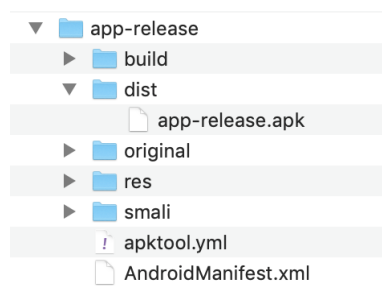 app-release
build
dist
app-release.apk
original
res
smali
apktool.yml
AndroidManifest.xml